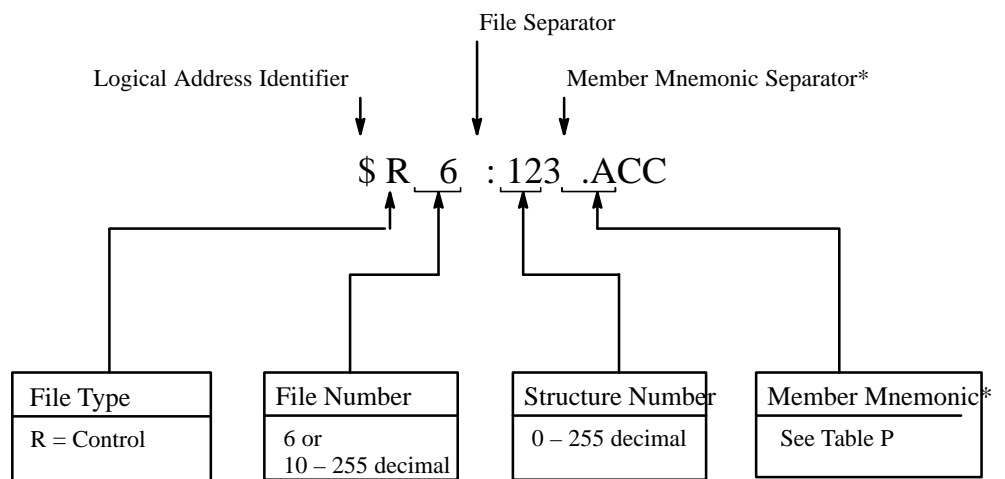 File Separator
Logical Address Identifier
Member Mnemonic Separator*
$ R 6 : 123 .ACC
File Type
R = Control
File Number
6 or
10 – 255 decimal
Structure Number
0 – 255 decimal
Member Mnemonic*
See Table P